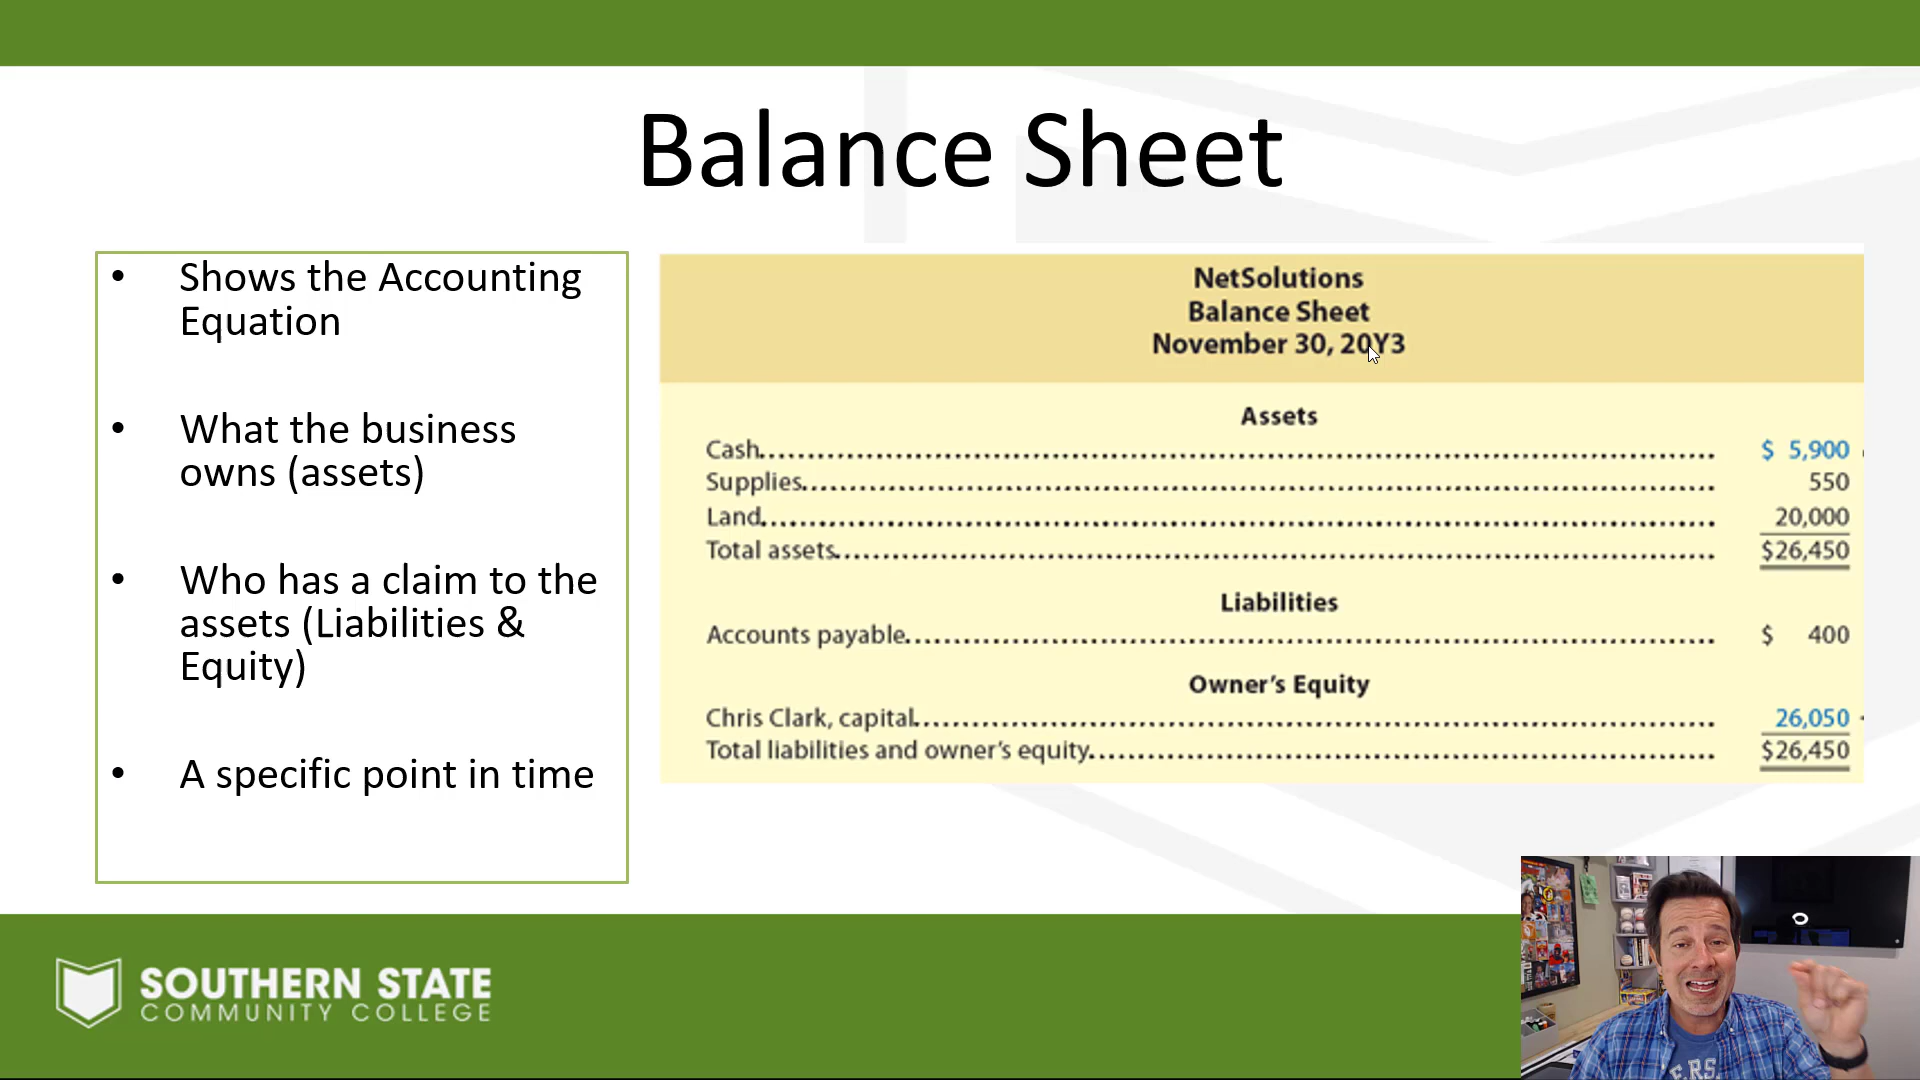 Balance Sheet
• Shows the Accounting
Equation
• What the business
owns (assets)
• Who has a claim to the
assets (Liabilities &
Equity)
• A specific point in time
NetSolutions
Balance Sheet
November 30, 20Y3
Assets
Cash $ 5,900
Supplies 550
Land 20,000
Total assets $26,450
Liabilities
Accounts payable $ 400
Owner's Equity
Chris Clark, capital 26,050
Total liabilities and owner's equity $26,450
SOUTHERN STATE
COMMUNITY COLLEGE